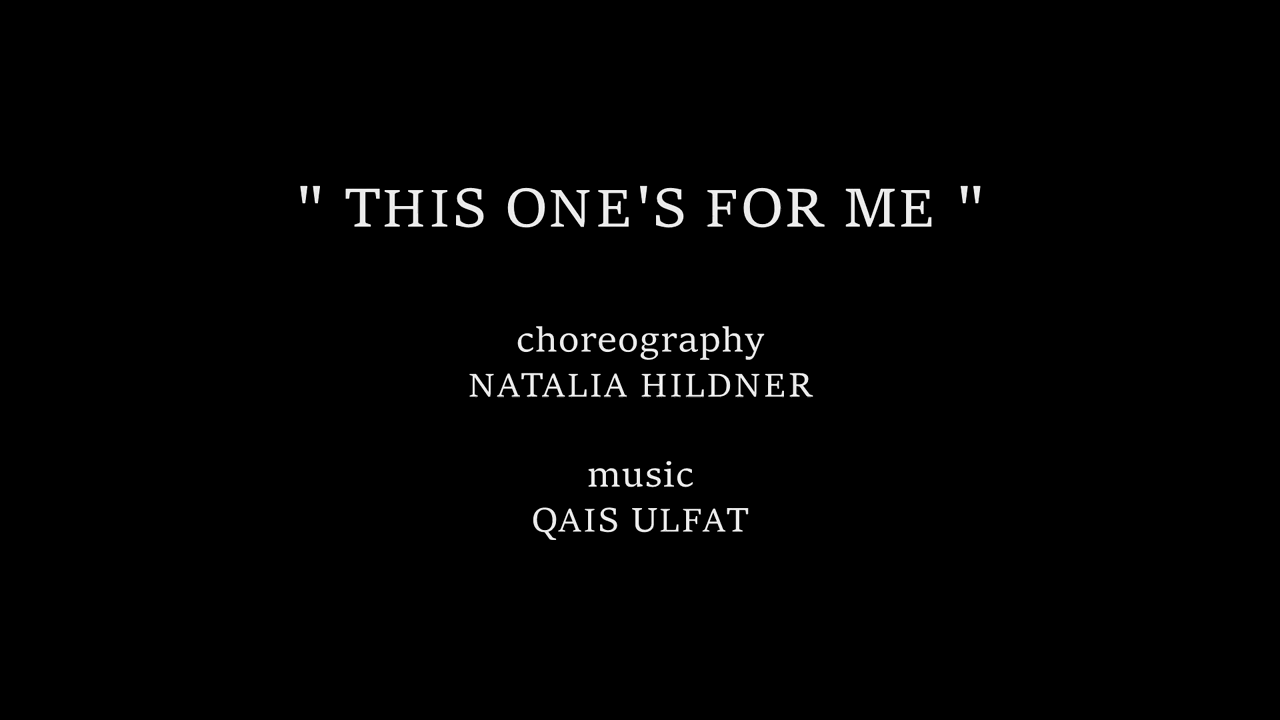 " THIS ONE'S FOR ME "
choreography
NATALIA HILDNER
music
QAIS ULFAT